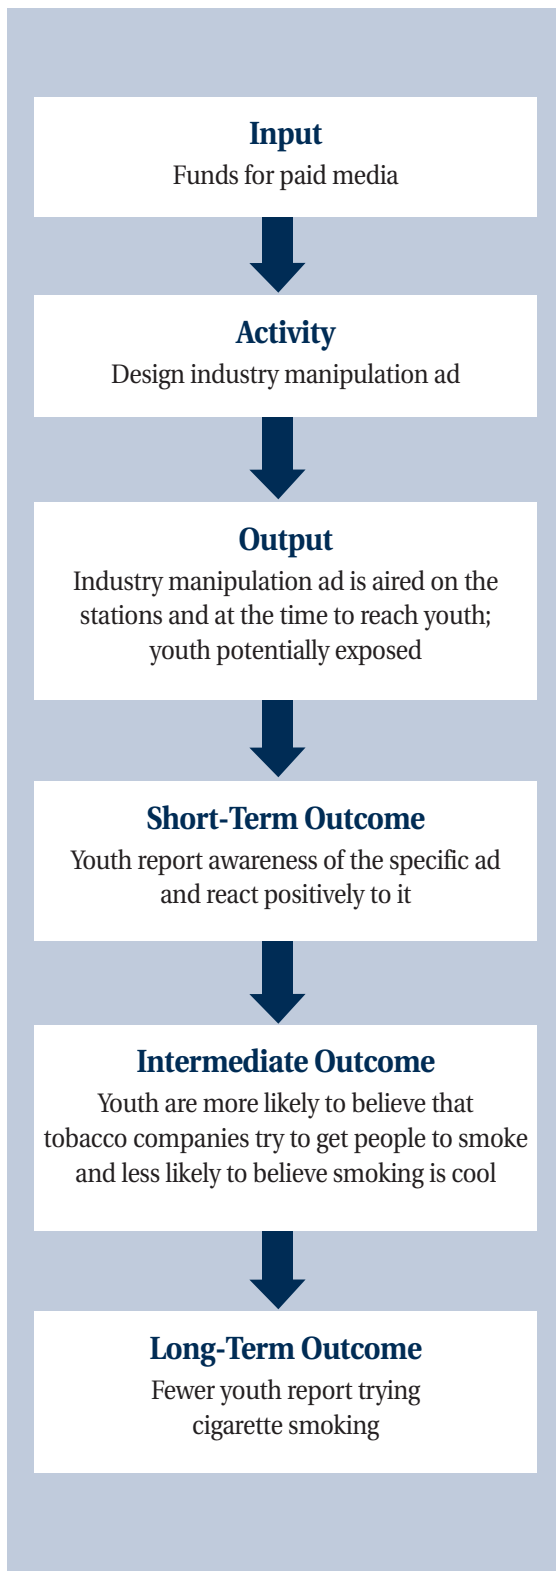 Input
Funds for paid media
Activity
Design industry manipulation ad
Output
Industry manipulation ad is aired on the
stations and at the time to reach youth;
youth potentially exposed
Short-Term Outcome
Youth report awareness of the specific ad
and react positively to it
Intermediate Outcome
Youth are more likely to believe that
tobacco companies try to get people to smoke
and less likely to believe smoking is cool
Long-Term Outcome
Fewer youth report trying
cigarette smoking